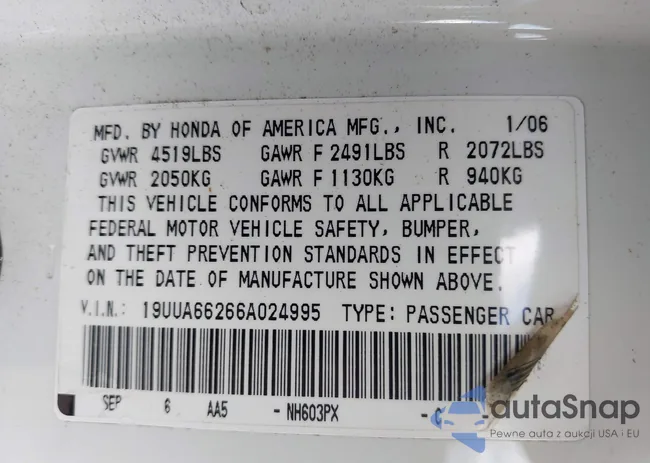 MFD. BY HONDA OF AMERICA MFG., INC. 1/06
GVWR 4519LBS GAWR F 2491LBS R 2072LBS
GVWR 2050KG GAWR F 1130KG R 940KG
THIS VEHICLE CONFORMS TO ALL APPLICABLE
FEDERAL MOTOR VEHICLE SAFETY, BUMPER,
AND THEFT PREVENTION STANDARDS IN EFFECT
ON THE DATE OF MANUFACTURE SHOWN ABOVE.
V.I.N.: 19UUA66266A024995 TYPE: PASSENGER CAR
SEP 6 AA5 -NH603PX -
autaSnap
Pewne auta z aukcji USA i EU